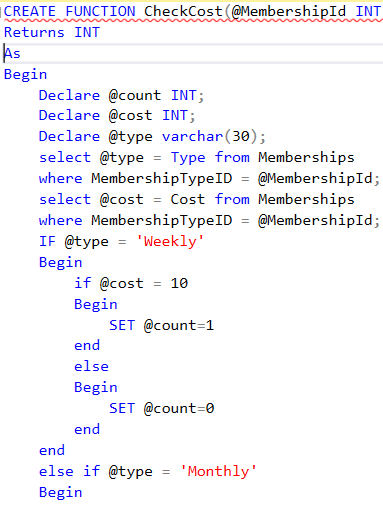 CREATE FUNCTION CheckCost(@MembershipId INT
Returns INT
As
Begin
Declare @count INT;
Declare @cost INT;
Declare @type varchar(30);
select @type = Type from Memberships
where MembershipTypeID = @MembershipId;
select @cost = Cost from Memberships
where MembershipTypeID = @MembershipId;
IF @type = 'Weekly'
Begin
if @cost = 10
Begin
SET @count=1
end
else
Begin
SET @count=0
end
end
else if @type = 'Monthly'
Begin